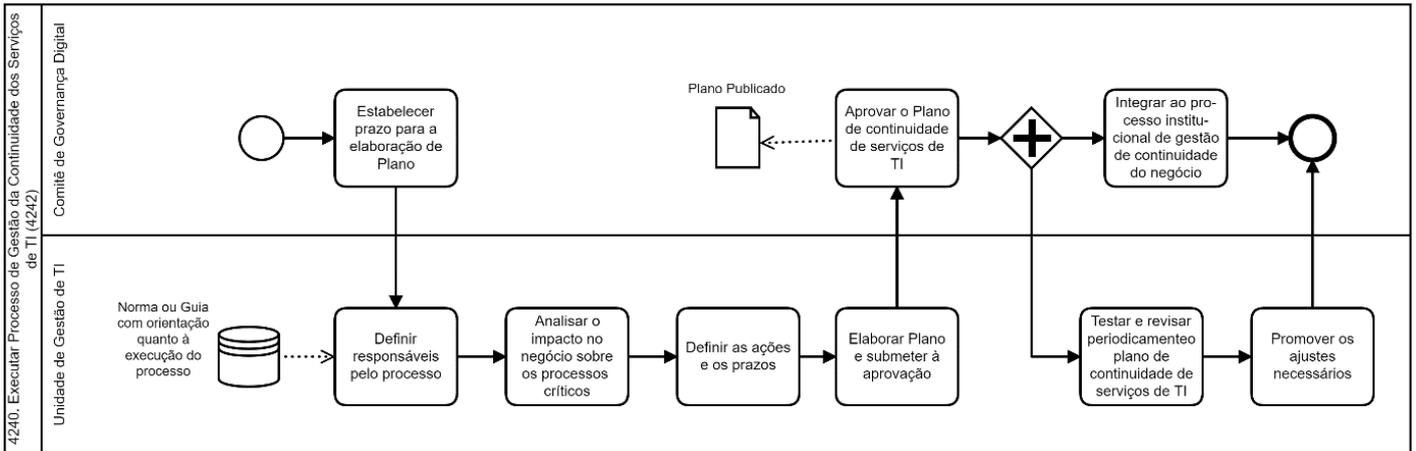 4240. Executar Processo de Gestão da Continuidade dos Serviços
de TI (4242)
Comitê de Governança Digital
Estabelecer
prazo para a
elaboração de
Plano
Plano Publicado
Aprovar o Plano
de continuidade
de serviços de
TI
Integrar ao pro-
cesso institu-
cional de gestão
de continuidade
do negócio
Unidade de Gestão de TI
Norma ou Guia
com orientação
quanto à
execução do
processo
Definir
responsáveis
pelo processo
Analisar o
impacto no
negócio sobre
os processos
críticos
Definir as ações
e os prazos
Elaborar Plano
e submeter à
aprovação
Testar e revisar
periodicamenteo
plano de
continuidade de
serviços de TI
Promover os
ajustes
necessários